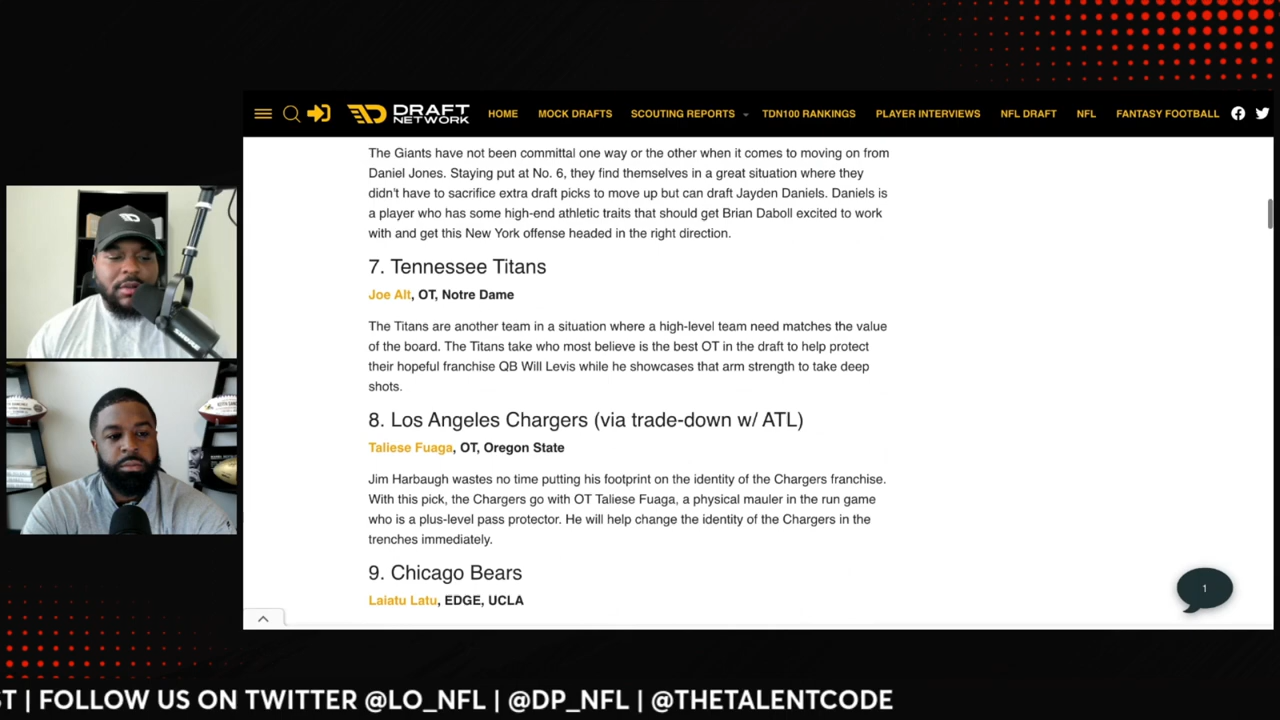 DRAFT
NETWORK
HOME MOCK DRAFTS SCOUTING REPORTS TDN100 RANKINGS PLAYER INTERVIEWS NFL DRAFT NFL FANTASY FOOTBALL
The Giants have not been committal one way or the other when it comes to moving on from
Daniel Jones. Staying put at No. 6, they find themselves in a great situation where they
didn't have to sacrifice extra draft picks to move up but can draft Jayden Daniels. Daniels is
a player who has some high-end athletic traits that should get Brian Daboll excited to work
with and get this New York offense headed in the right direction.
7. Tennessee Titans
Joe Alt, OT, Notre Dame
The Titans are another team in a situation where a high-level team need matches the value
of the board. The Titans take who most believe is the best OT in the draft to help protect
their hopeful franchise QB Will Levis while he showcases that arm strength to take deep
shots.
8. Los Angeles Chargers (via trade-down w/ ATL)
Taliese Fuaga, OT, Oregon State
Jim Harbaugh wastes no time putting his footprint on the identity of the Chargers franchise.
With this pick, the Chargers go with OT Taliese Fuaga, a physical mauler in the run game
who is a plus-level pass protector. He will help change the identity of the Chargers in the
trenches immediately.
9. Chicago Bears
Laiatu Latu, EDGE, UCLA
1
ST | FOLLOW US ON TWITTER @LO_NFL | @DP_NFL | @THETALENTCODE